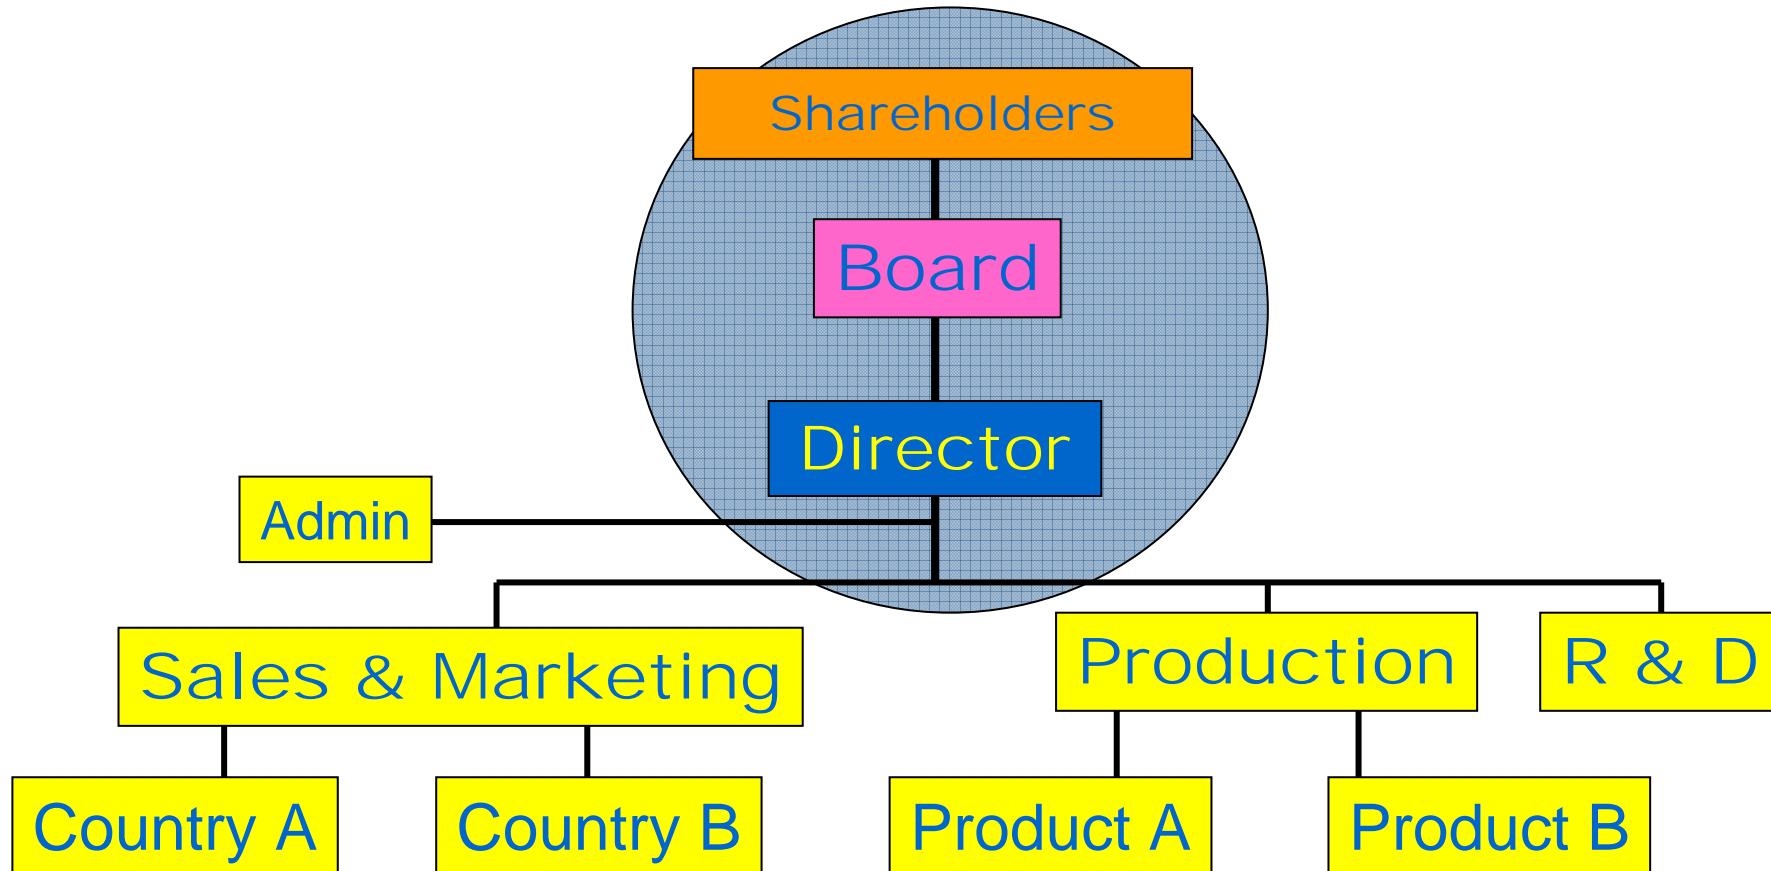 Shareholders
Board
Director
Admin
Sales & Marketing
Production
R & D
Country A
Country B
Product A
Product B